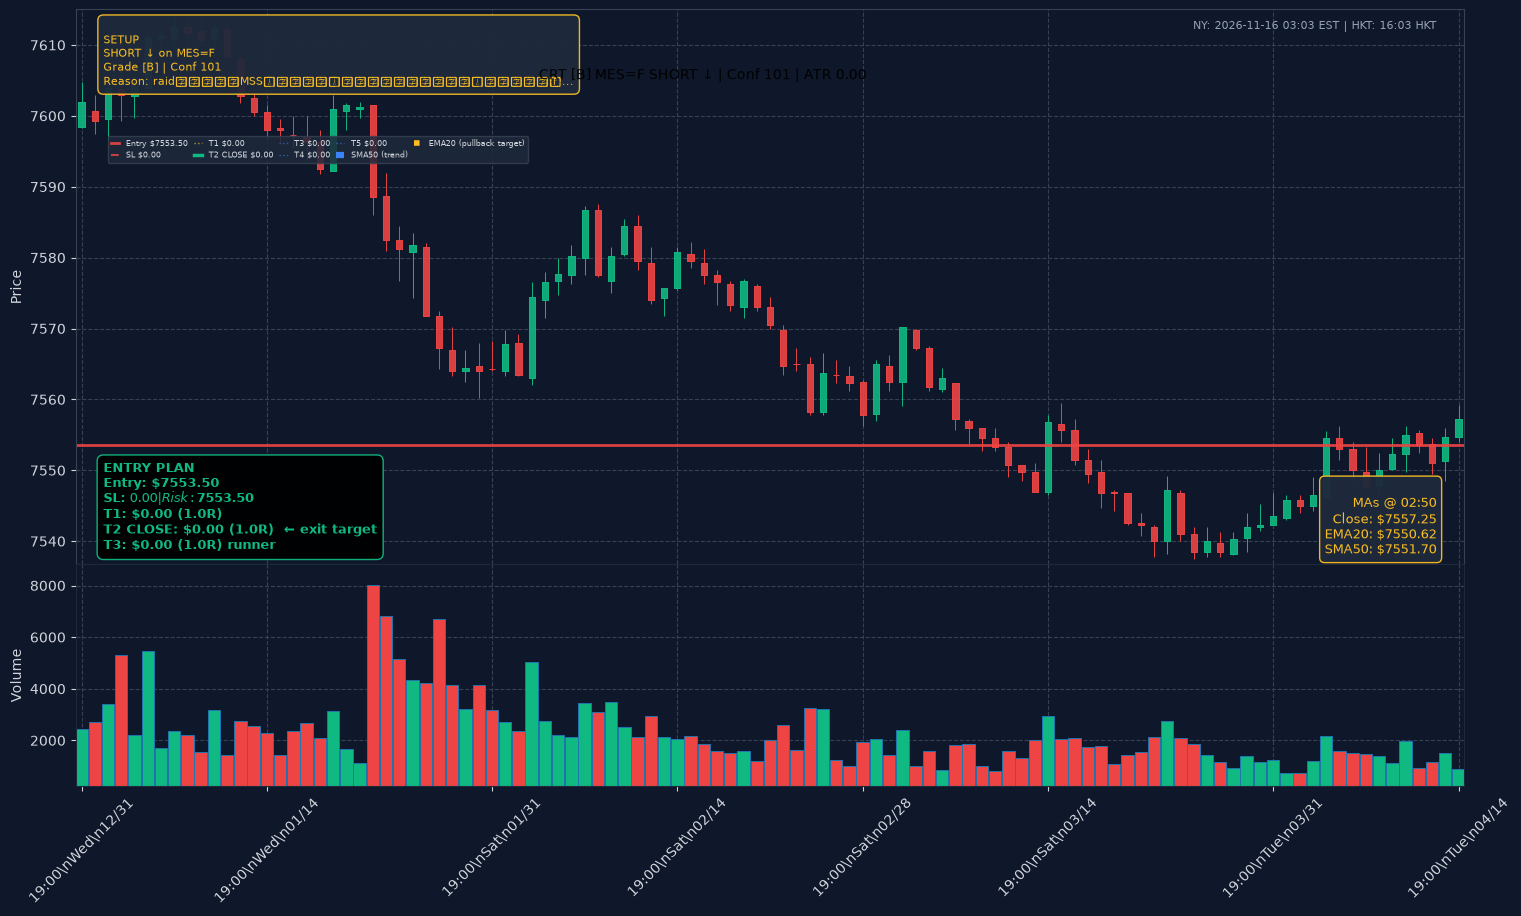 NY: 2026-11-16 03:03 EST | HKT: 16:03 HKT
SETUP
SHORT ↓ on MES=F
Grade [B] | Conf 101
Reason: raid MSS ...
CRT [B] MES=F SHORT ↓ | Conf 101 | ATR 0.00
Entry $7553.50 T1 $0.00 T3 $0.00 T5 $0.00 EMA20 (pullback target)
SL $0.00 T2 CLOSE $0.00 T4 $0.00 SMA50 (trend)
Price
7610
7600
7590
7580
7570
7560
7550
7540
ENTRY PLAN
Entry: $7553.50
SL: 0.00|Risk:7553.50
T1: $0.00 (1.0R)
T2 CLOSE: $0.00 (1.0R) ← exit target
T3: $0.00 (1.0R) runner
MAs @ 02:50
Close: $7557.25
EMA20: $7550.62
SMA50: $7551.70
Volume
8000
6000
4000
2000
19:00\nWed\n12/31
19:00\nWed\n01/14
19:00\nSat\n01/31
19:00\nSat\n02/14
19:00\nSat\n02/28
19:00\nSat\n03/14
19:00\nTue\n03/31
19:00\nTue\n04/14